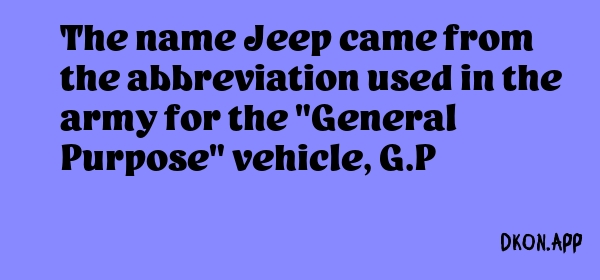 The name Jeep came from
the abbreviation used in the
army for the "General
Purpose" vehicle, G.P
DKON.APP